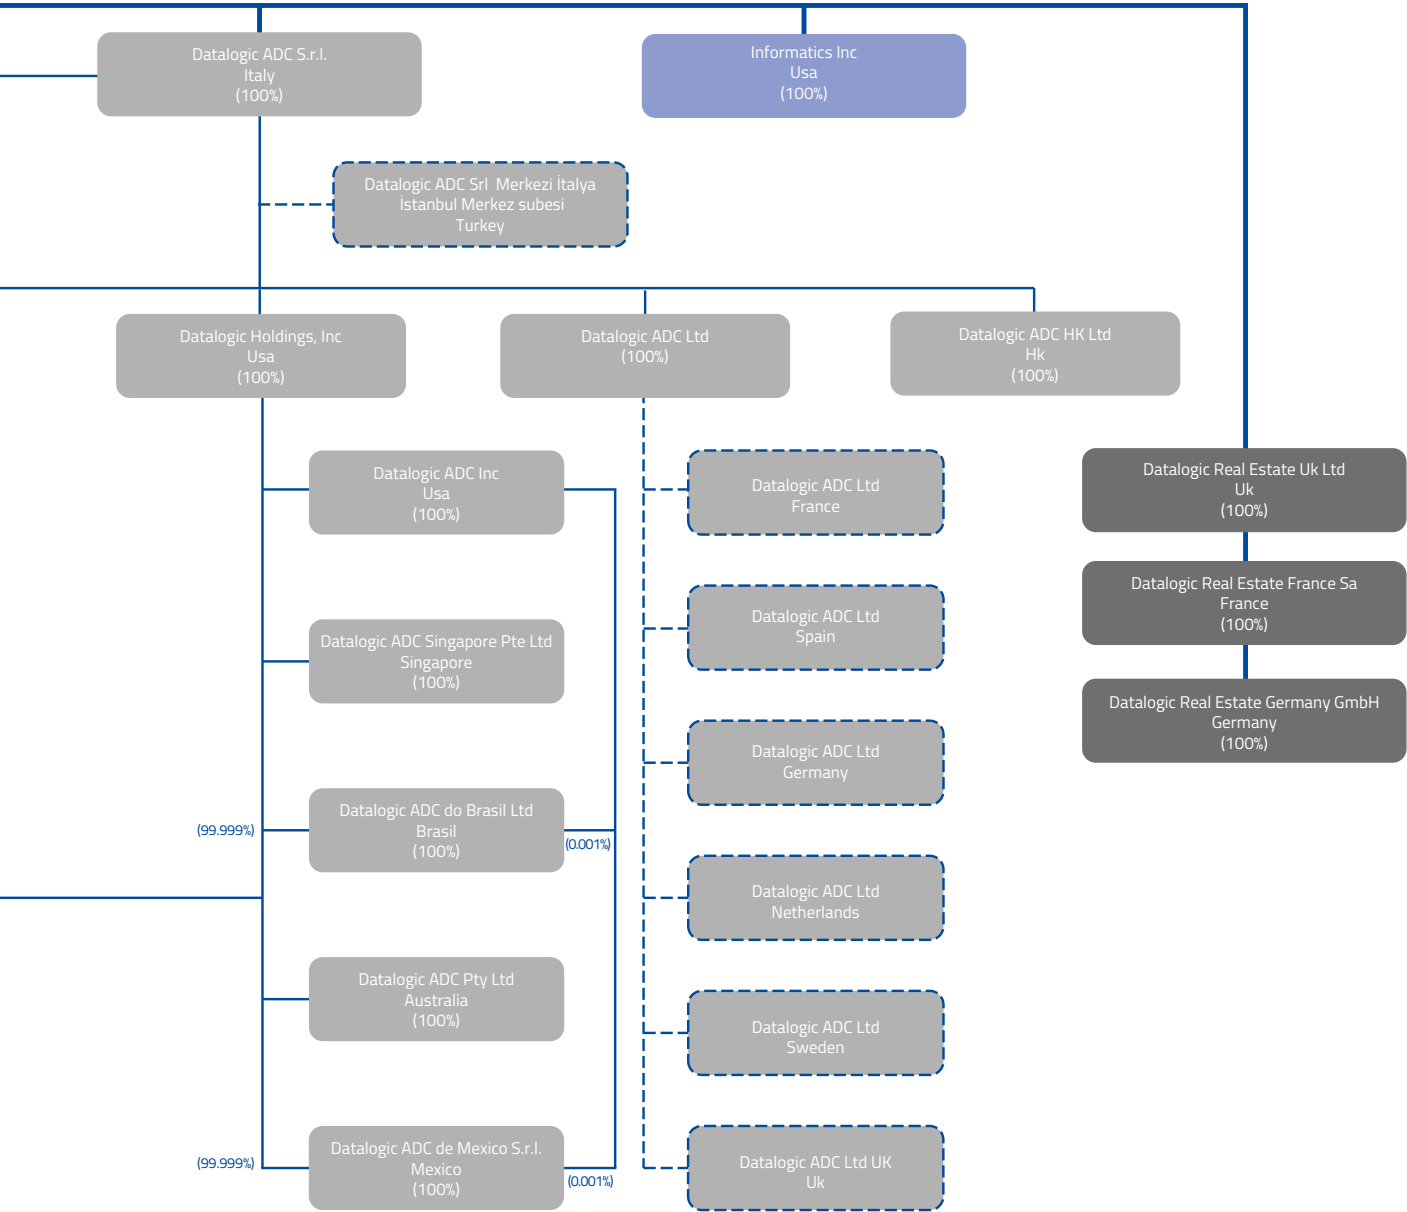 Datalogic ADC S.r.l.
Italy
(100%)
Informatics Inc
Usa
(100%)
Datalogic ADC Srl  Merkezi İtalya
İstanbul Merkez subesi
Turkey
Datalogic Holdings, Inc
Usa
(100%)
Datalogic ADC Ltd
(100%)
Datalogic ADC HK Ltd
Hk
(100%)
Datalogic ADC Inc
Usa
(100%)
Datalogic ADC Singapore Pte Ltd
Singapore
(100%)
(99.999%)
Datalogic ADC do Brasil Ltd
Brasil
(100%)
(0.001%)
Datalogic ADC Pty Ltd
Australia
(100%)
(99.999%)
Datalogic ADC de Mexico S.r.l.
Mexico
(100%)
(0.001%)
Datalogic ADC Ltd
France
Datalogic ADC Ltd
Spain
Datalogic ADC Ltd
Germany
Datalogic ADC Ltd
Netherlands
Datalogic ADC Ltd
Sweden
Datalogic ADC Ltd UK
Uk
Datalogic Real Estate Uk Ltd
Uk
(100%)
Datalogic Real Estate France Sa
France
(100%)
Datalogic Real Estate Germany GmbH
Germany
(100%)